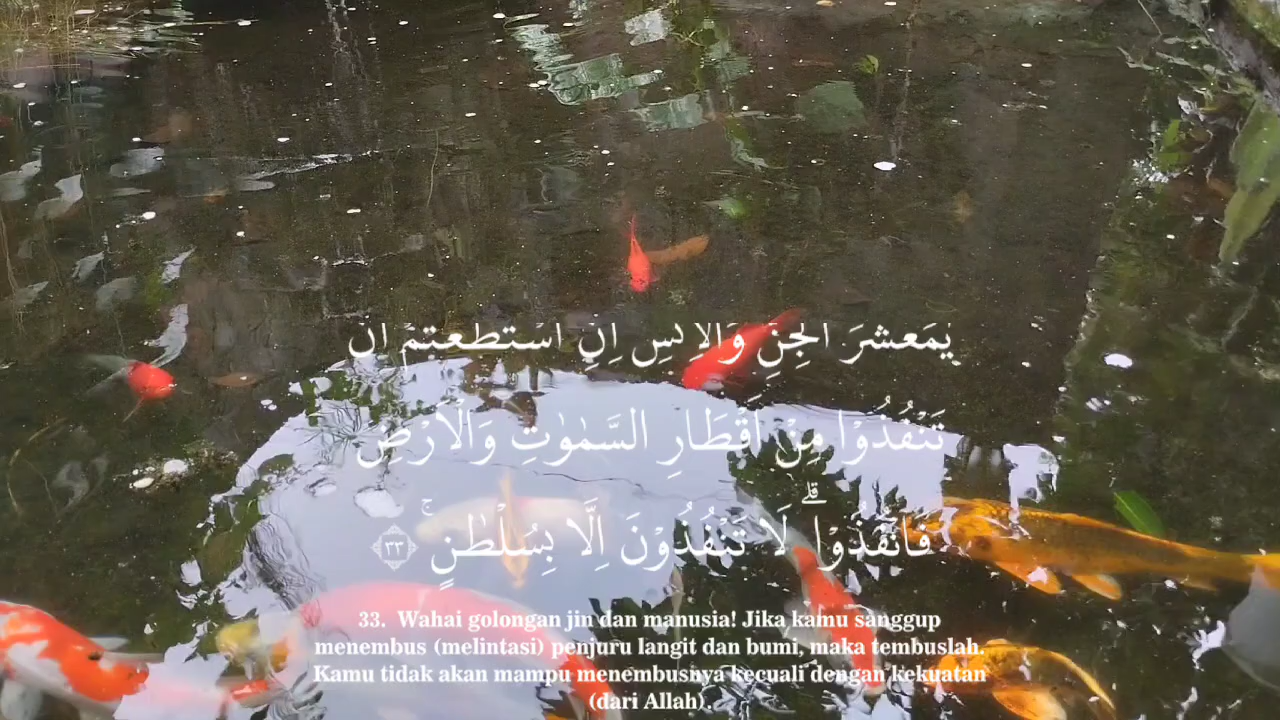 يٰمَعْشَرَ الْجِنِّ وَالْاِنْسِ اِنِ اسْتَطَعْتُمْ اَنْ
تَنْفُذُوْا مِنْ اَقْطَارِ السَّمٰوٰتِ وَالْاَرْضِ
فَانْفُذُوْاۗ لَا تَنْفُذُوْنَ اِلَّا بِسُلْطٰنٍۚ ٣٣
33. Wahai golongan jin dan manusia! Jika kamu sanggup
menembus (melintasi) penjuru langit dan bumi, maka tembuslah.
Kamu tidak akan mampu menembusnya kecuali dengan kekuatan
(dari Allah).